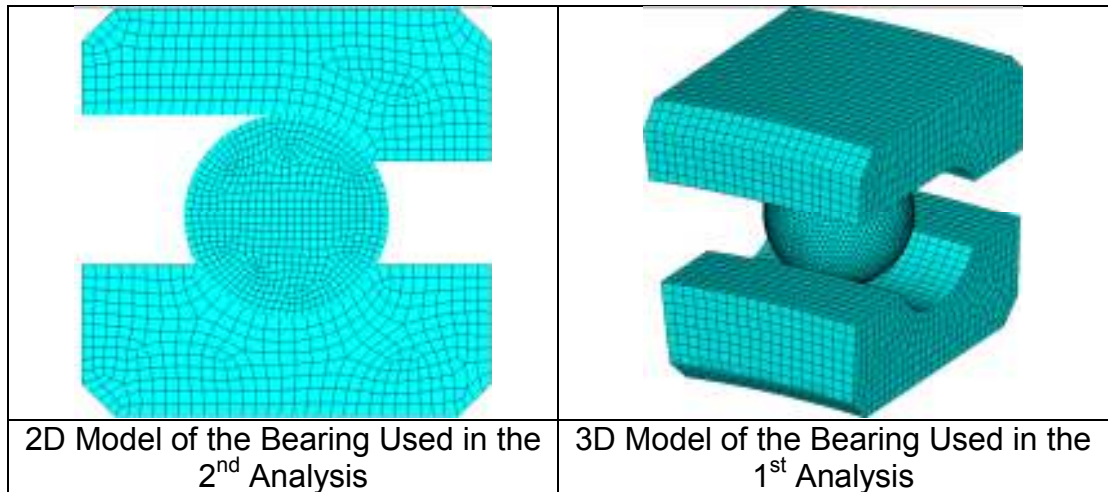 2D Model of the Bearing Used in the
2nd Analysis
3D Model of the Bearing Used in the
1st Analysis